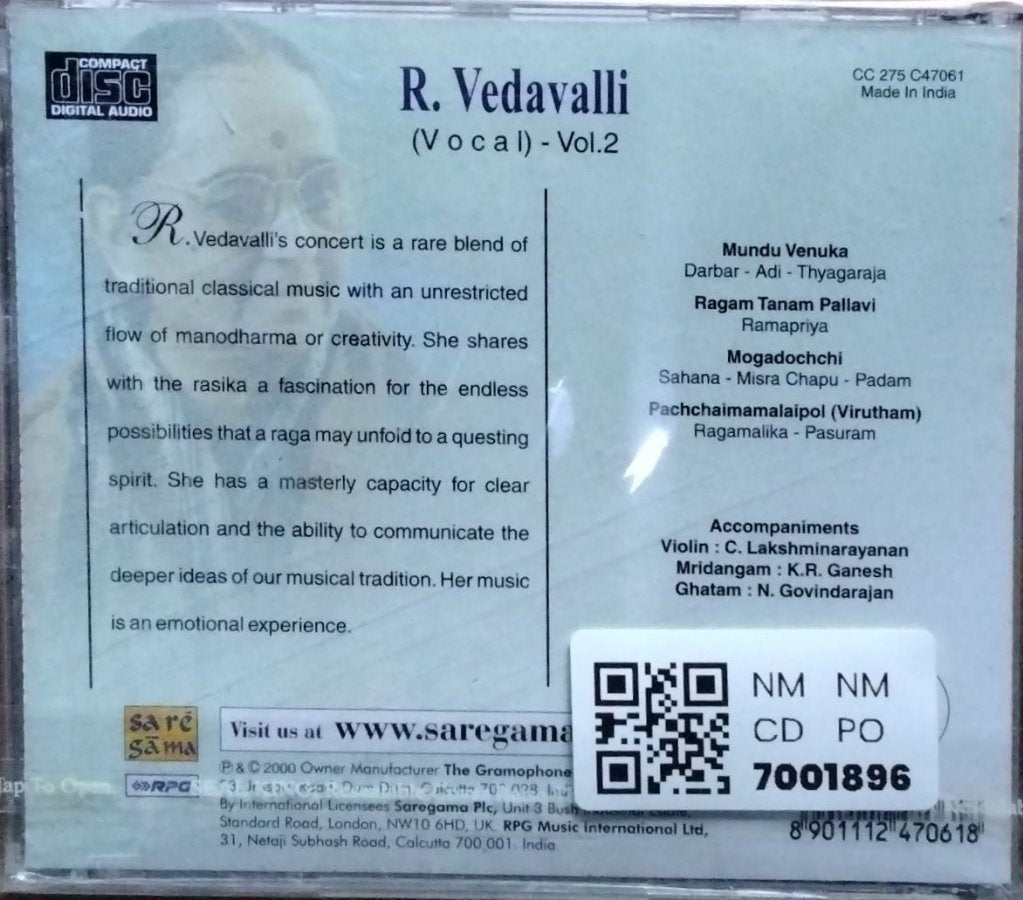 COMPACT
disc
DIGITAL AUDIO
R. Vedavalli
(Vocal) - Vol.2
CC 275 C47061
Made In India
R. Vedavalli's concert is a rare blend of
traditional classical music with an unrestricted
flow of manodharma or creativity. She shares
with the rasika a fascination for the endless
possibilities that a raga may unfold to a questing
spirit. She has a masterly capacity for clear
articulation and the ability to communicate the
deeper ideas of our musical tradition. Her music
is an emotional experience.
Mundu Venuka
Darbar - Adi - Thyagaraja
Ragam Tanam Pallavi
Ramapriya
Mogadochchi
Sahana - Misra Chapu - Padam
Pachchaimamalaipol (Virutham)
Ragamalika - Pasuram
Accompaniments
Violin : C. Lakshminarayanan
Mridangam : K.R. Ganesh
Ghatam : N. Govindarajan
NM NM
CD PO
7001896
sa ré
gāma
RPG
Visit us at www.saregama
℗ & © 2000 Owner Manufacturer The Gramophone
By International Licensees Saregama Plc, Unit 3
Standard Road, London, NW10 6HD, UK. RPG Music International Ltd,
31, Netaji Subhash Road, Calcutta 700 001. India.
To Open
8 901112 470618